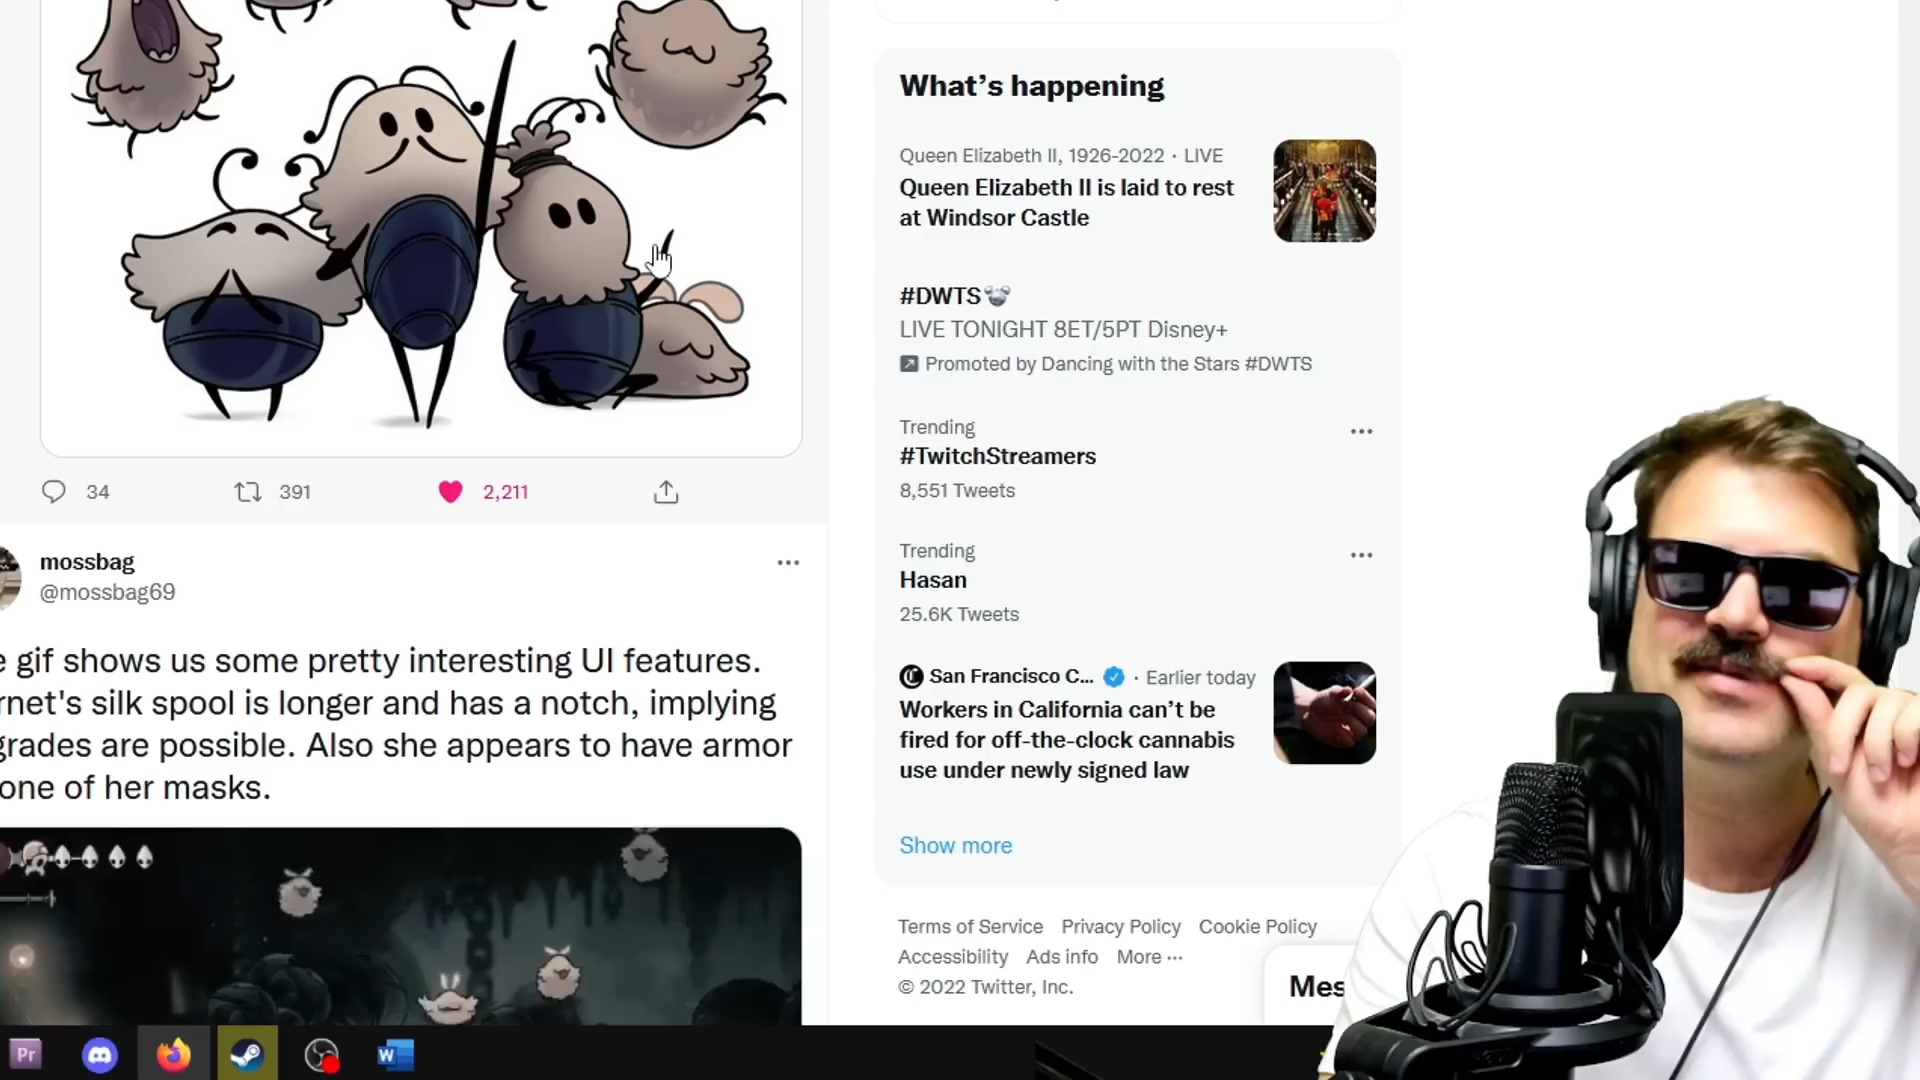 34
391
2,211
mossbag
@mossbag69
gif shows us some pretty interesting UI features.
silk spool is longer and has a notch, implying
are possible. Also she appears to have armor
one of her masks.
What's happening
Queen Elizabeth II, 1926-2022 · LIVE
Queen Elizabeth II is laid to rest
at Windsor Castle
#DWTS
LIVE TONIGHT 8ET/5PT Disney+
Promoted by Dancing with the Stars #DWTS
Trending
#TwitchStreamers
8,551 Tweets
Trending
Hasan
25.6K Tweets
San Francisco C... · Earlier today
Workers in California can't be
fired for off-the-clock cannabis
use under newly signed law
Show more
Terms of Service Privacy Policy Cookie Policy
Accessibility Ads info More ···
© 2022 Twitter, Inc.
Mes
Pr
W